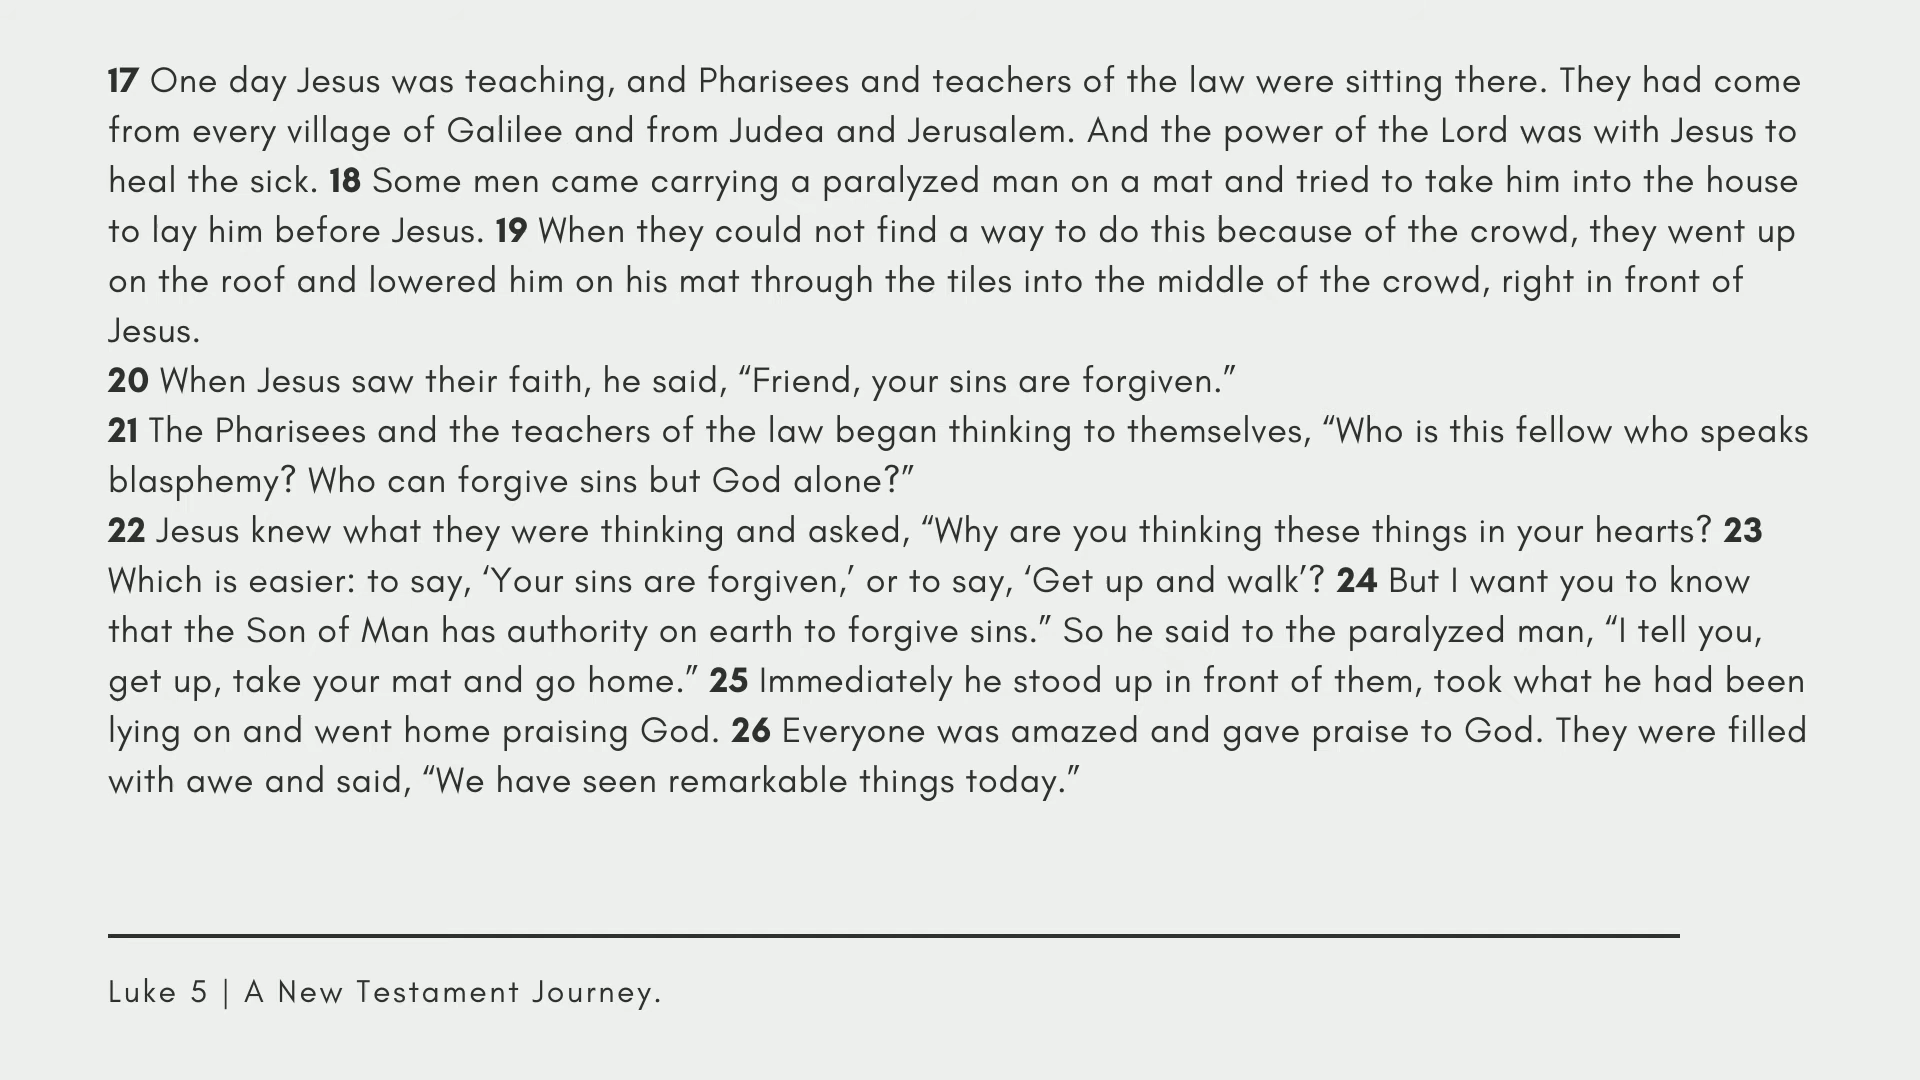 17 One day Jesus was teaching, and Pharisees and teachers of the law were sitting there. They had come
from every village of Galilee and from Judea and Jerusalem. And the power of the Lord was with Jesus to
heal the sick. 18 Some men came carrying a paralyzed man on a mat and tried to take him into the house
to lay him before Jesus. 19 When they could not find a way to do this because of the crowd, they went up
on the roof and lowered him on his mat through the tiles into the middle of the crowd, right in front of
Jesus.
20 When Jesus saw their faith, he said, “Friend, your sins are forgiven.”
21 The Pharisees and the teachers of the law began thinking to themselves, “Who is this fellow who speaks
blasphemy? Who can forgive sins but God alone?”
22 Jesus knew what they were thinking and asked, “Why are you thinking these things in your hearts? 23
Which is easier: to say, ‘Your sins are forgiven,’ or to say, ‘Get up and walk’? 24 But I want you to know
that the Son of Man has authority on earth to forgive sins.” So he said to the paralyzed man, “I tell you,
get up, take your mat and go home.” 25 Immediately he stood up in front of them, took what he had been
lying on and went home praising God. 26 Everyone was amazed and gave praise to God. They were filled
with awe and said, “We have seen remarkable things today.”
Luke 5 | A New Testament Journey.